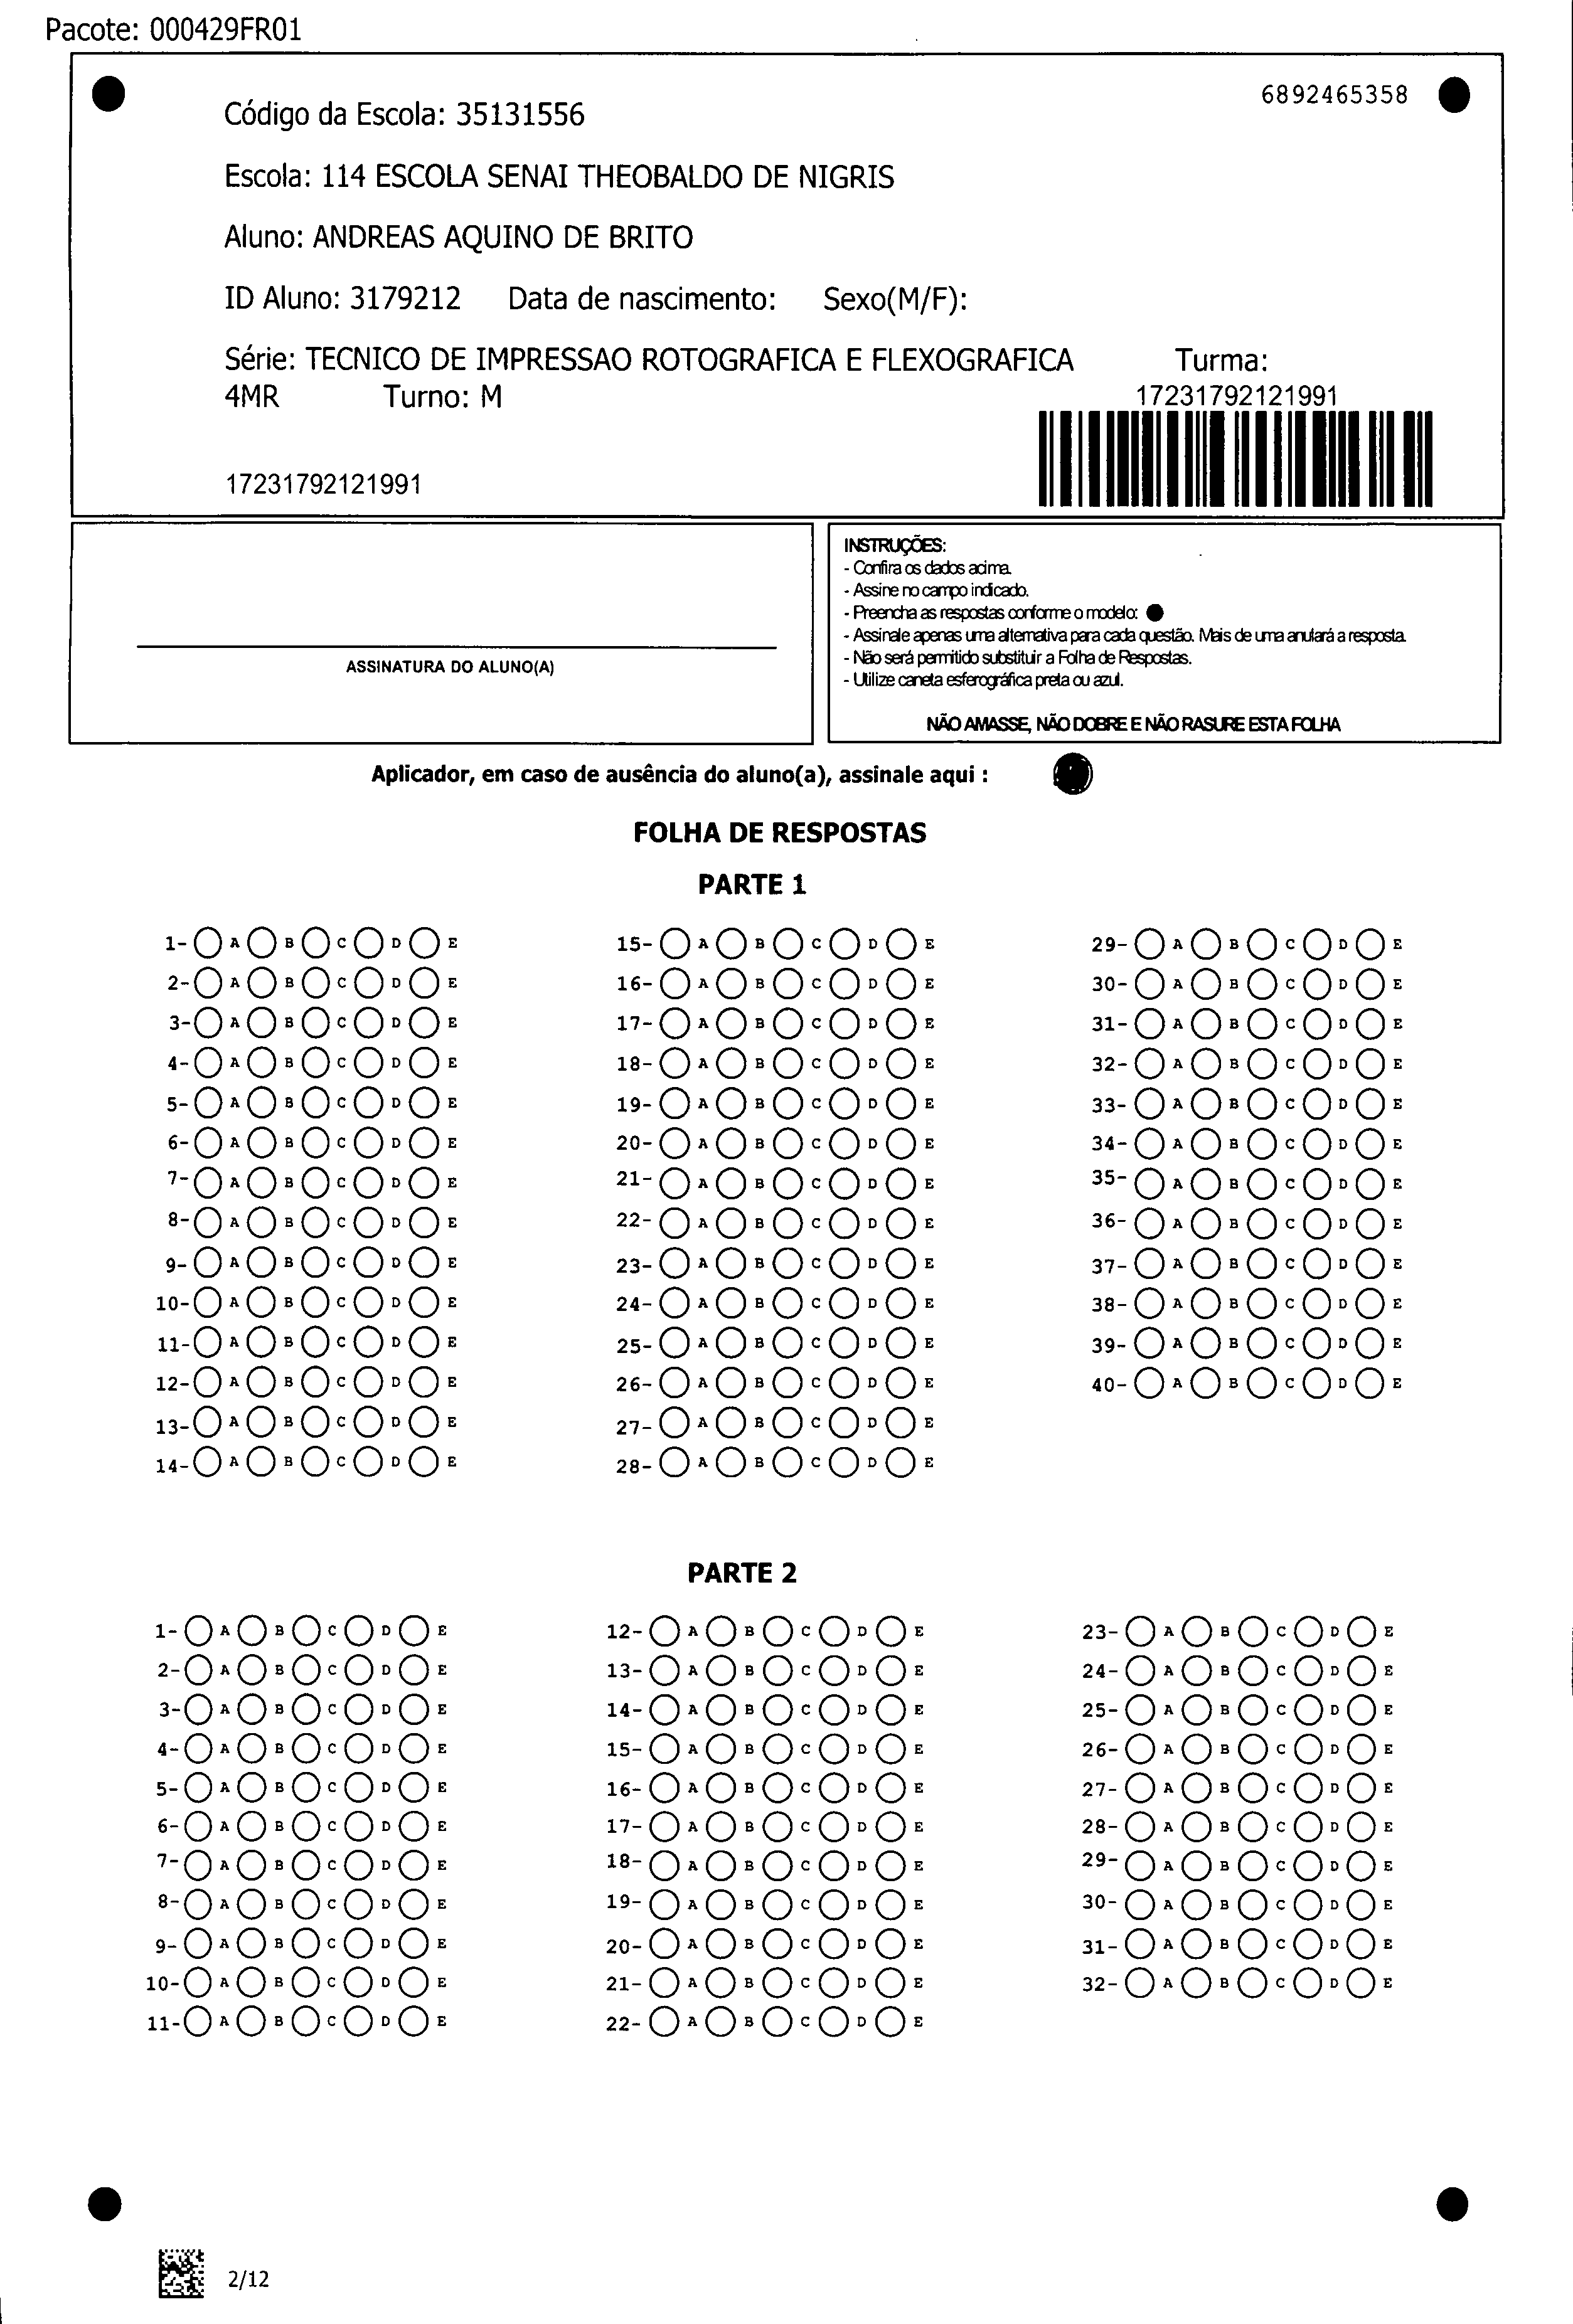 Pacote: 000429FR01
6892465358
Código da Escola: 35131556
Escola: 114 ESCOLA SENAI THEOBALDO DE NIGRIS
Aluno: ANDREAS AQUINO DE BRITO
ID Aluno: 3179212 Data de nascimento: Sexo(M/F):
Série: TECNICO DE IMPRESSAO ROTOGRAFICA E FLEXOGRAFICA Turma:
4MR Turno: M
17231792121991
17231792121991
ASSINATURA DO ALUNO(A)
INSTRUÇÕES:
- Confira os dados acima.
- Assine no campo indicado.
- Preencha as respostas conforme o modelo:
- Assinale apenas uma alternativa para cada questão. Mais de uma anulará a resposta.
- Não será permitido substituir a Folha de Respostas.
- Utilize caneta esferográfica preta ou azul.
NÃO AMASSE, NÃO DOBRE E NÃO RASURE ESTA FOLHA
Aplicador, em caso de ausência do aluno(a), assinale aqui :
FOLHA DE RESPOSTAS
PARTE 1
1- A B C D E 15- A B C D E 29- A B C D E
2- A B C D E 16- A B C D E 30- A B C D E
3- A B C D E 17- A B C D E 31- A B C D E
4- A B C D E 18- A B C D E 32- A B C D E
5- A B C D E 19- A B C D E 33- A B C D E
6- A B C D E 20- A B C D E 34- A B C D E
7- A B C D E 21- A B C D E 35- A B C D E
8- A B C D E 22- A B C D E 36- A B C D E
9- A B C D E 23- A B C D E 37- A B C D E
10- A B C D E 24- A B C D E 38- A B C D E
11- A B C D E 25- A B C D E 39- A B C D E
12- A B C D E 26- A B C D E 40- A B C D E
13- A B C D E 27- A B C D E
14- A B C D E 28- A B C D E
PARTE 2
1- A B C D E 12- A B C D E 23- A B C D E
2- A B C D E 13- A B C D E 24- A B C D E
3- A B C D E 14- A B C D E 25- A B C D E
4- A B C D E 15- A B C D E 26- A B C D E
5- A B C D E 16- A B C D E 27- A B C D E
6- A B C D E 17- A B C D E 28- A B C D E
7- A B C D E 18- A B C D E 29- A B C D E
8- A B C D E 19- A B C D E 30- A B C D E
9- A B C D E 20- A B C D E 31- A B C D E
10- A B C D E 21- A B C D E 32- A B C D E
11- A B C D E 22- A B C D E
2/12